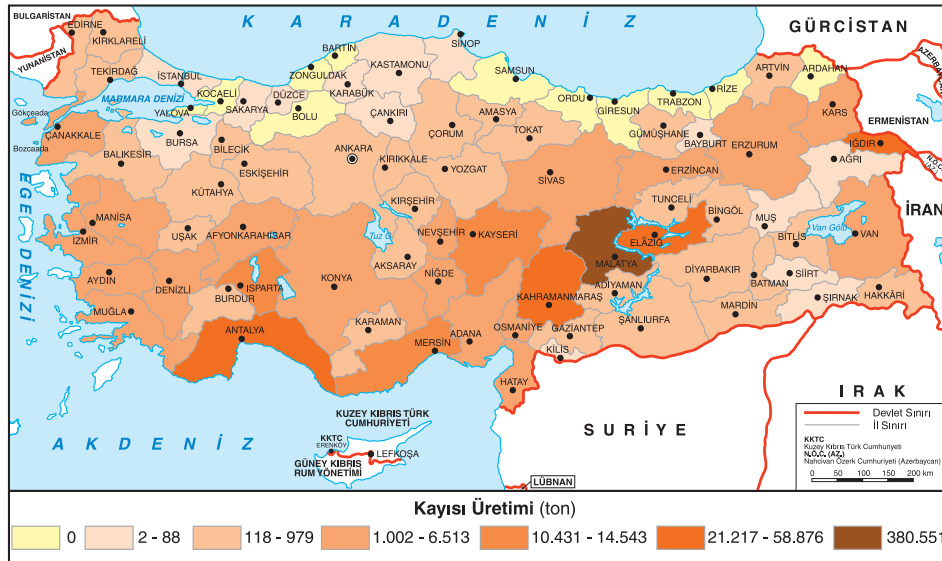 BULGARİSTAN
KARADENİZ
GÜRCİSTAN
EDİRNE
KIRKLARELİ
YUNANİSTAN
TEKİRDAĞ
İSTANBUL
MARMARA DENİZİ
KOCAELİ
YALOVA
SAKARYA
DÜZCE
ZONGULDAK
BARTIN
KARABÜK
KASTAMONU
SİNOP
BOLU
ÇANKIRI
SAMSUN
ORDU
GİRESUN
TRABZON
RİZE
ARTVİN
ARDAHAN
KARS
ERMENİSTAN
IĞDIR
Gökçeada
Bozcaada
ÇANAKKALE
BALIKESİR
BURSA
BİLECİK
ESKİŞEHİR
KÜTAHYA
ANKARA
KIRIKKALE
ÇORUM
AMASYA
TOKAT
YOZGAT
SİVAS
GÜMÜŞHANE
BAYBURT
ERZİNCAN
ERZURUM
AĞRI
N.Ö.C.
İRAN
EGE DENİZİ
MANİSA
İZMİR
UŞAK
AFYONKARAHİSAR
AYDIN
DENİZLİ
MUĞLA
BURDUR
ISPARTA
ANTALYA
KONYA
Tuz G.
KIRŞEHİR
AKSARAY
NEVŞEHİR
NİĞDE
KAYSERİ
KARAMAN
MERSİN
ADANA
OSMANİYE
HATAY
KAHRAMANMARAŞ
GAZİANTEP
KİLİS
MALATYA
ADIYAMAN
ŞANLIURFA
ELÂZIĞ
TUNCELİ
BİNGÖL
MUŞ
BİTLİS
Van Gölü
VAN
DİYARBAKIR
BATMAN
SİİRT
MARDİN
ŞIRNAK
HAKKÂRİ
AKDENİZ
KUZEY KIBRIS TÜRK
CUMHURİYETİ
KKTC
ERENKÖY
LEFKOŞA
GÜNEY KIBRIS
RUM YÖNETİMİ
SURİYE
LÜBNAN
IRAK
Devlet Sınırı
İl Sınırı
KKTC
Kuzey Kıbrıs Türk Cumhuriyeti
N.Ö.C. (AZ.)
Nahcivan Özerk Cumhuriyeti (Azerbaycan)
0 50 100 150 200 km
Kayısı Üretimi (ton)
0
2 - 88
118 - 979
1.002 - 6.513
10.431 - 14.543
21.217 - 58.876
380.551